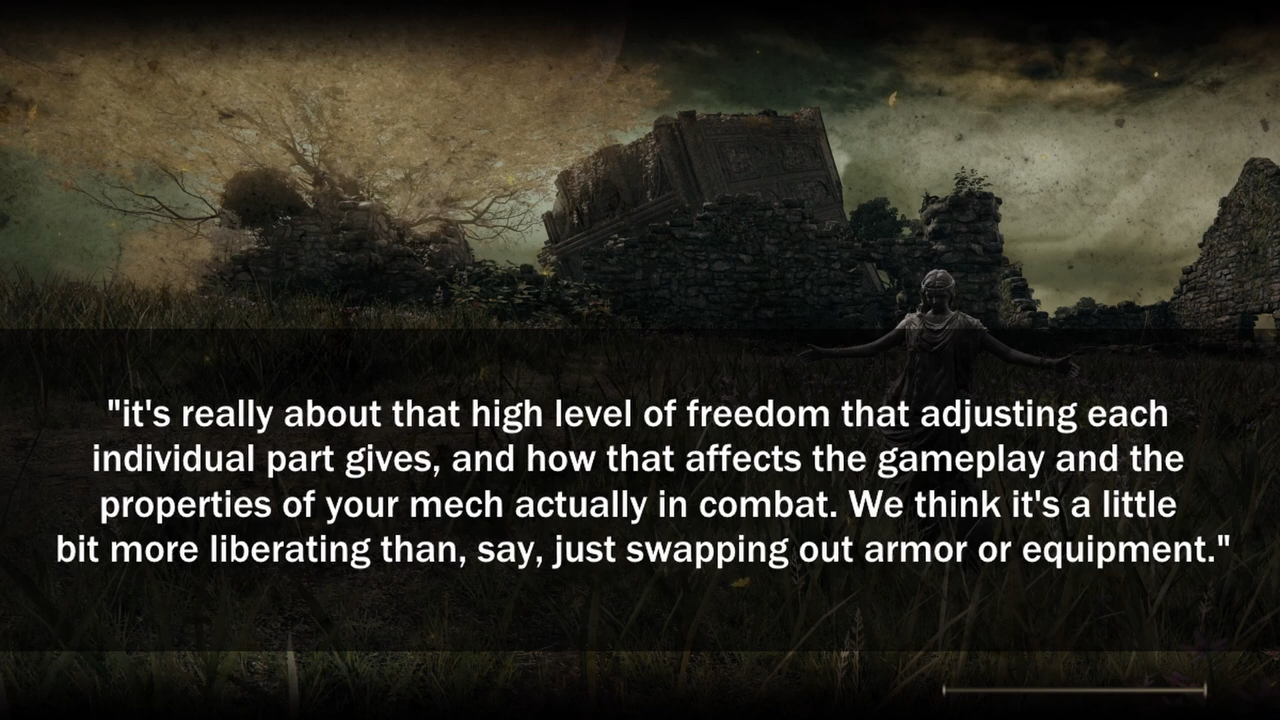 "it's really about that high level of freedom that adjusting each
individual part gives, and how that affects the gameplay and the
properties of your mech actually in combat. We think it's a little
bit more liberating than, say, just swapping out armor or equipment."